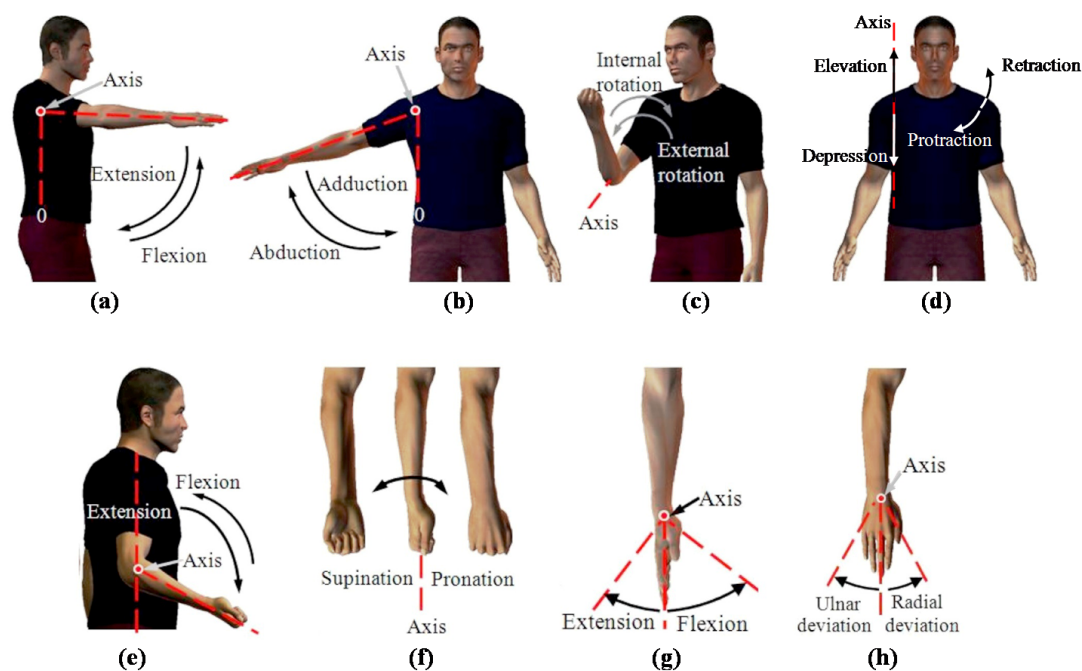 Axis
0
Extension
Flexion
(a)
Axis
0
Adduction
Abduction
(b)
Internal
rotation
External
rotation
Axis
(c)
Axis
Elevation
Retraction
Protraction
Depression
(d)
Flexion
Extension
Axis
(e)
Supination
Pronation
Axis
(f)
Axis
Extension
Flexion
(g)
Axis
Ulnar
deviation
Radial
deviation
(h)